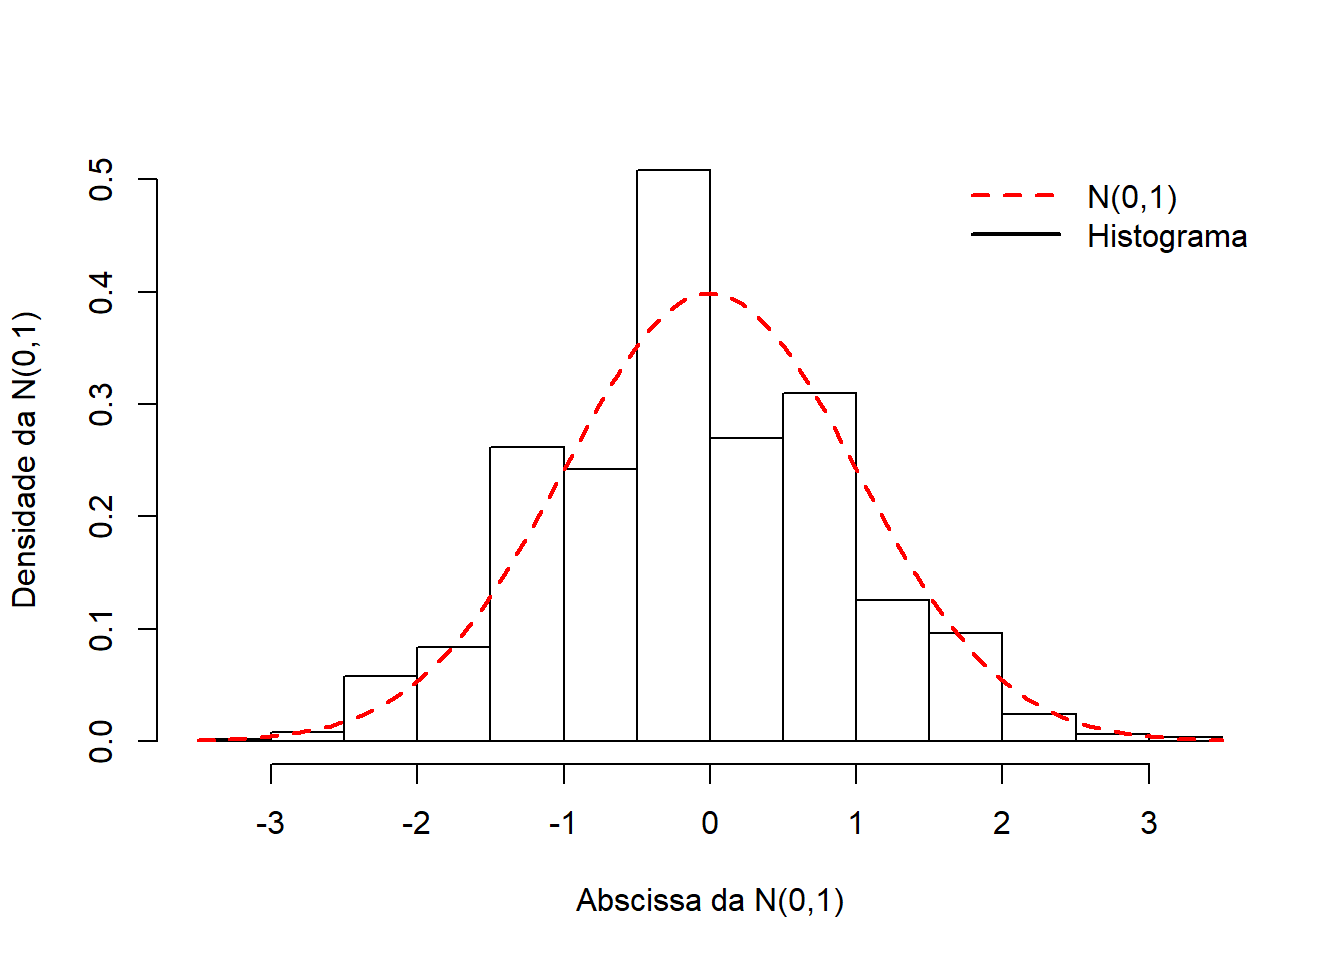 N(0,1)
Histograma
Densidade da N(0,1)
0.5
0.4
0.3
0.2
0.1
0.0
-3 -2 -1 0 1 2 3
Abscissa da N(0,1)